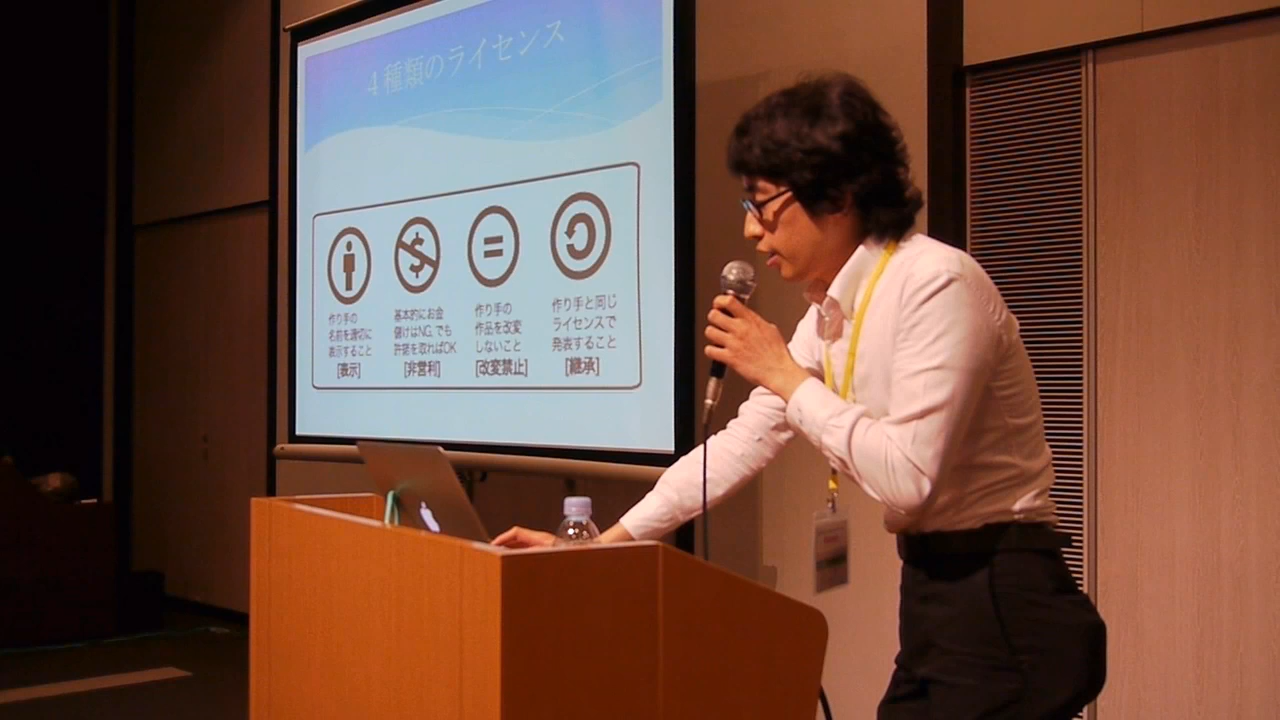 4種類のライセンス
作り手の
名前を適切に
表示すること
[表示]
基本的にお金
儲けはNG, でも
許諾を取ればOK
[非営利]
作り手の
作品を改変
しないこと
[改変禁止]
作り手と同じ
ライセンスで
発表すること
[継承]